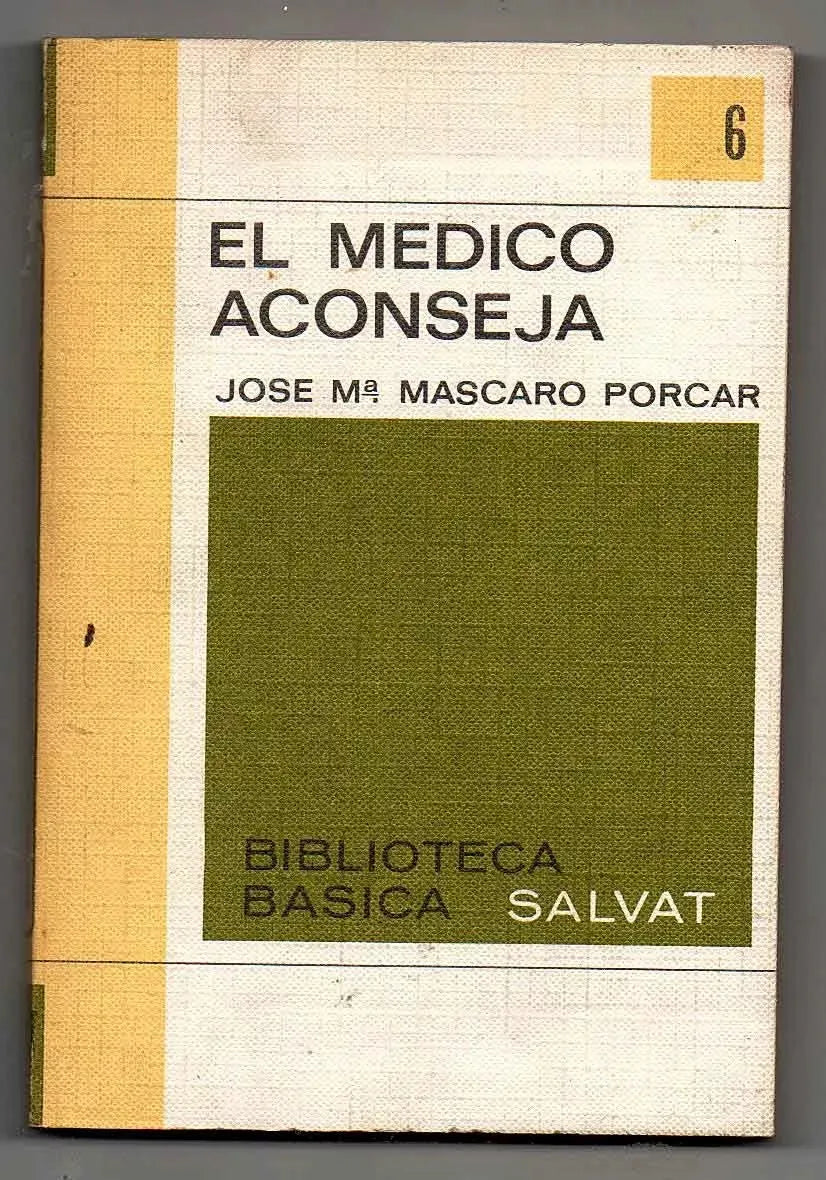 6
EL MEDICO
ACONSEJA
JOSE Mª MASCARO PORCAR
BIBLIOTECA
BASICA SALVAT